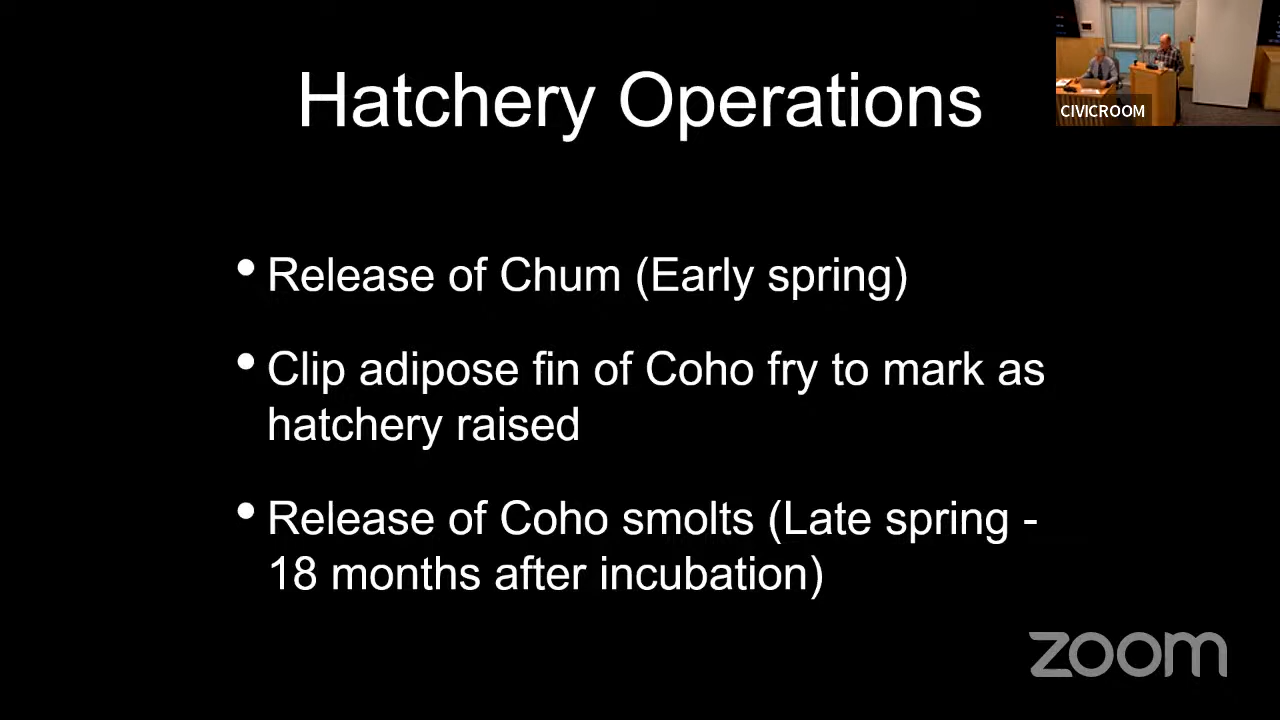 Hatchery Operations
CIVICROOM
• Release of Chum (Early spring)
• Clip adipose fin of Coho fry to mark as
hatchery raised
• Release of Coho smolts (Late spring -
18 months after incubation)
zoom